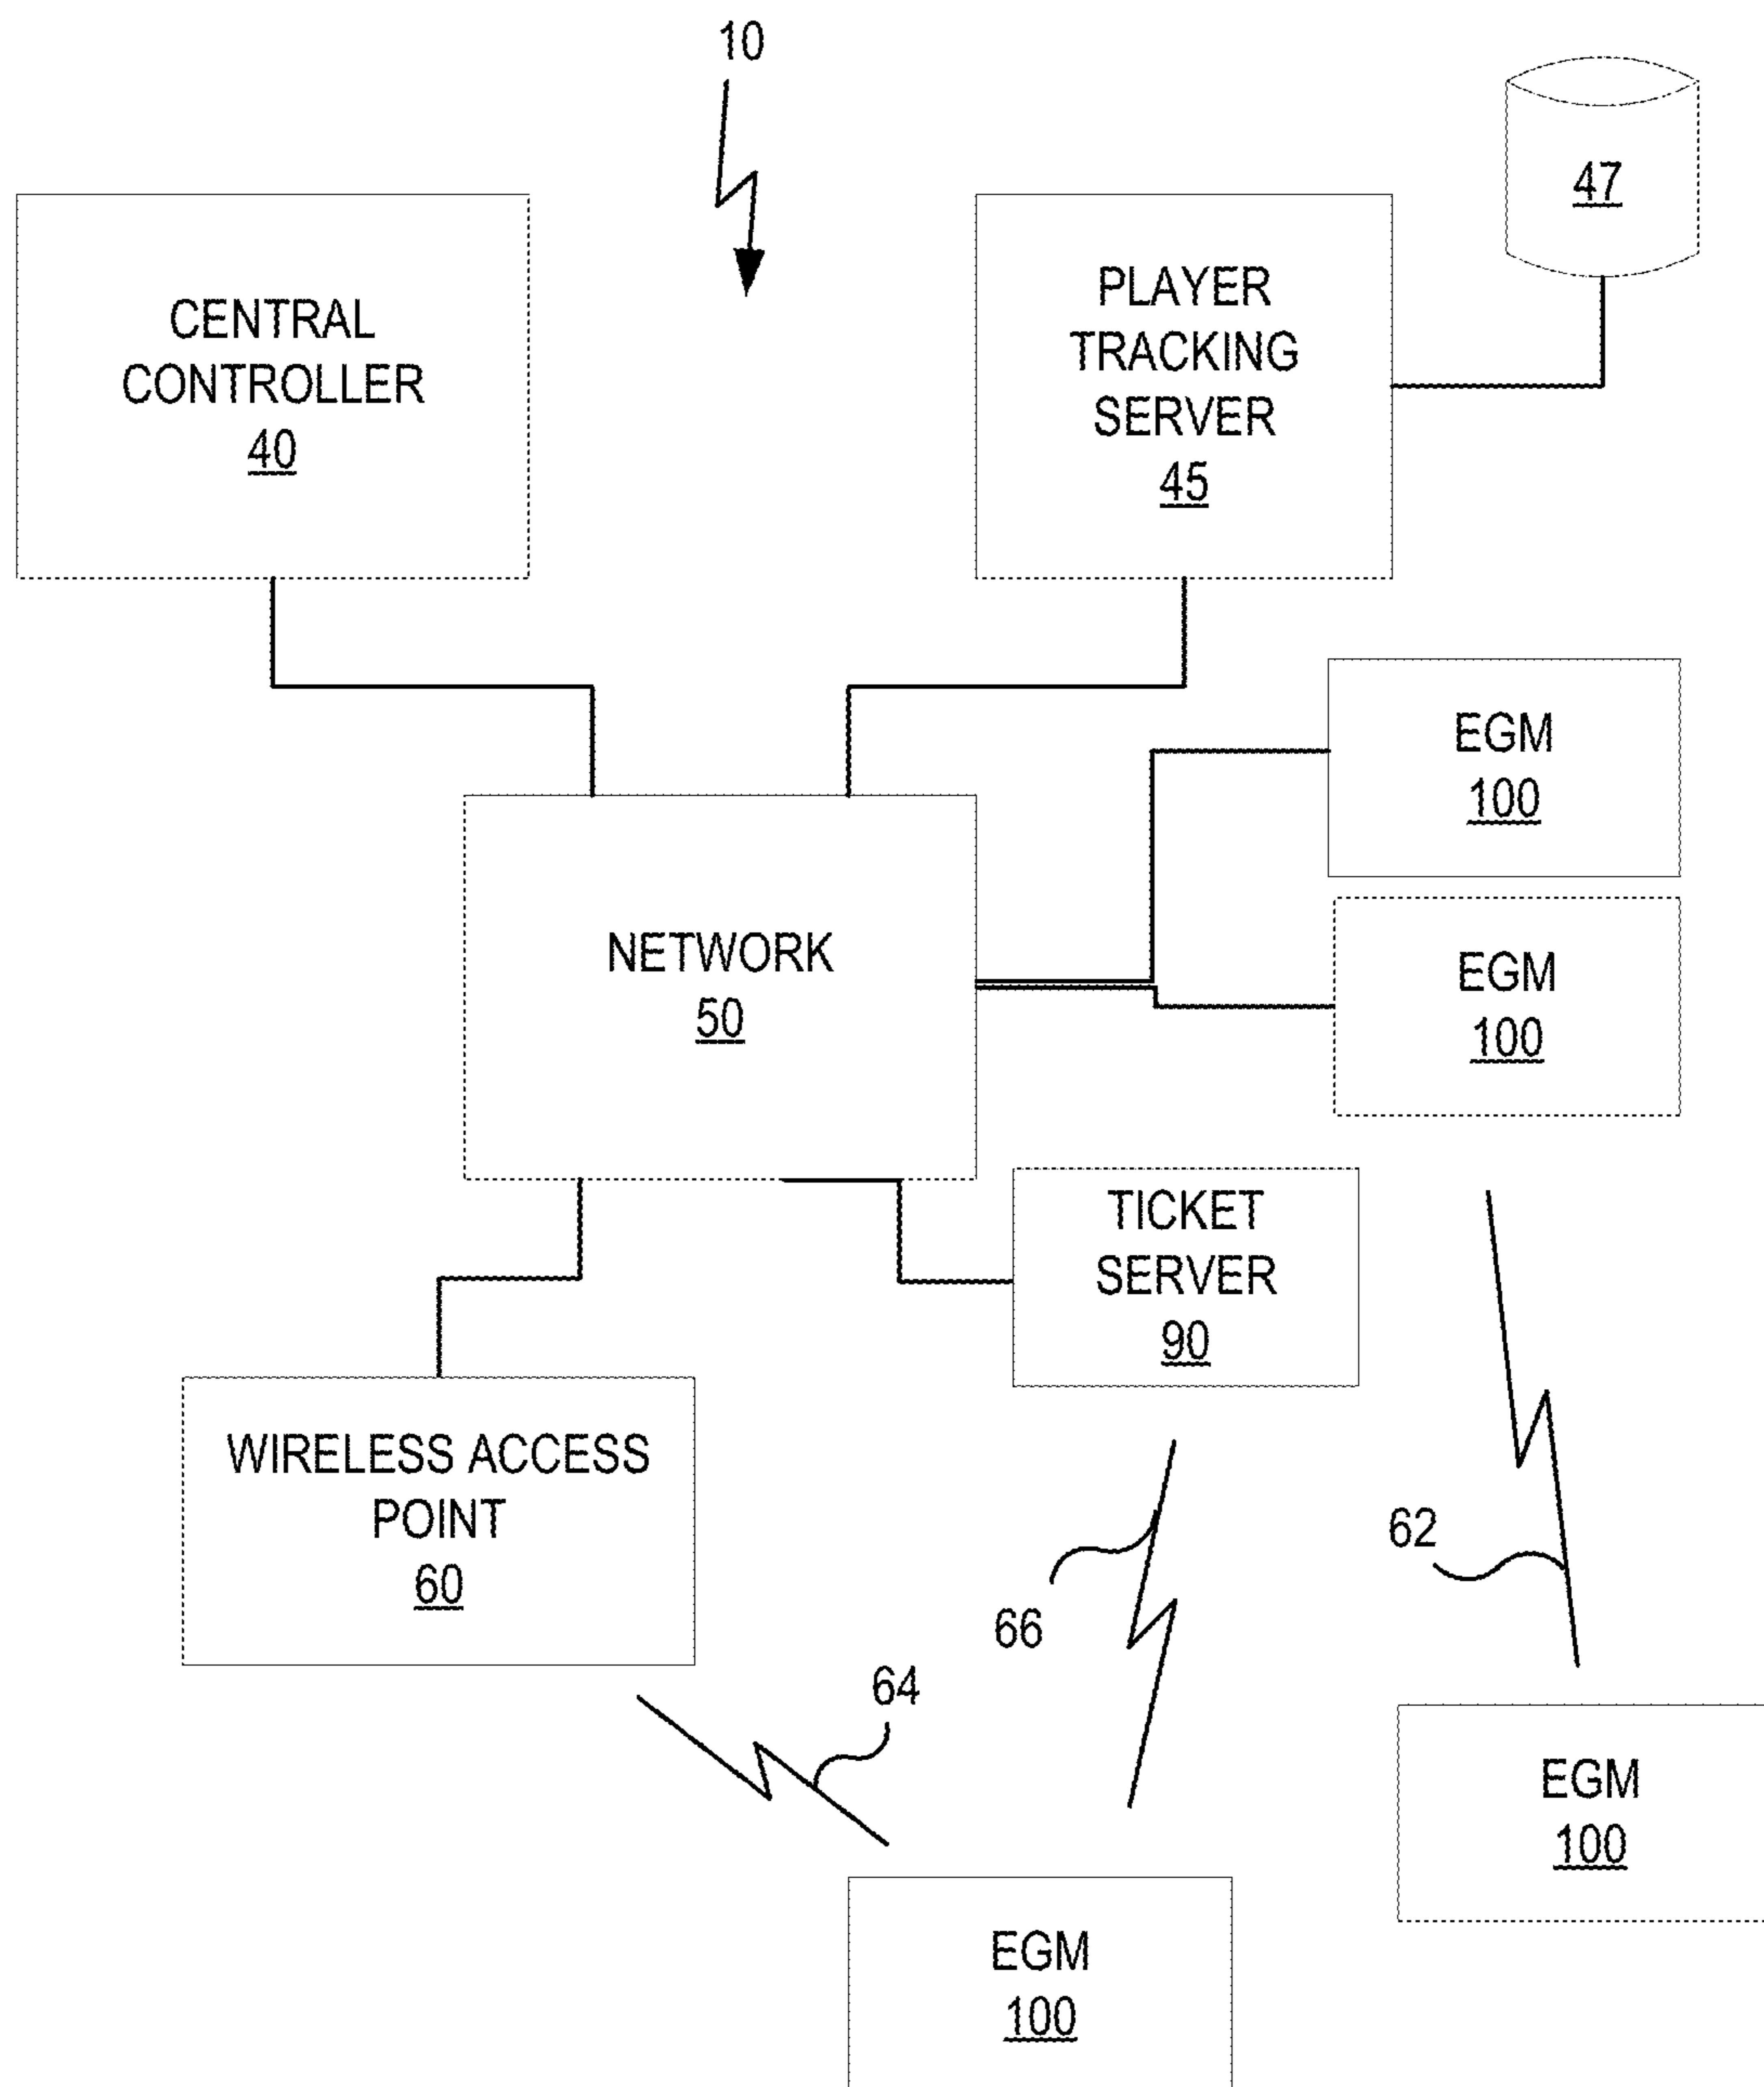 10
47
CENTRAL
CONTROLLER
40
PLAYER
TRACKING
SERVER
45
EGM
100
NETWORK
50
EGM
100
TICKET
SERVER
90
WIRELESS ACCESS
POINT
60
62
66
64
EGM
100
EGM
100